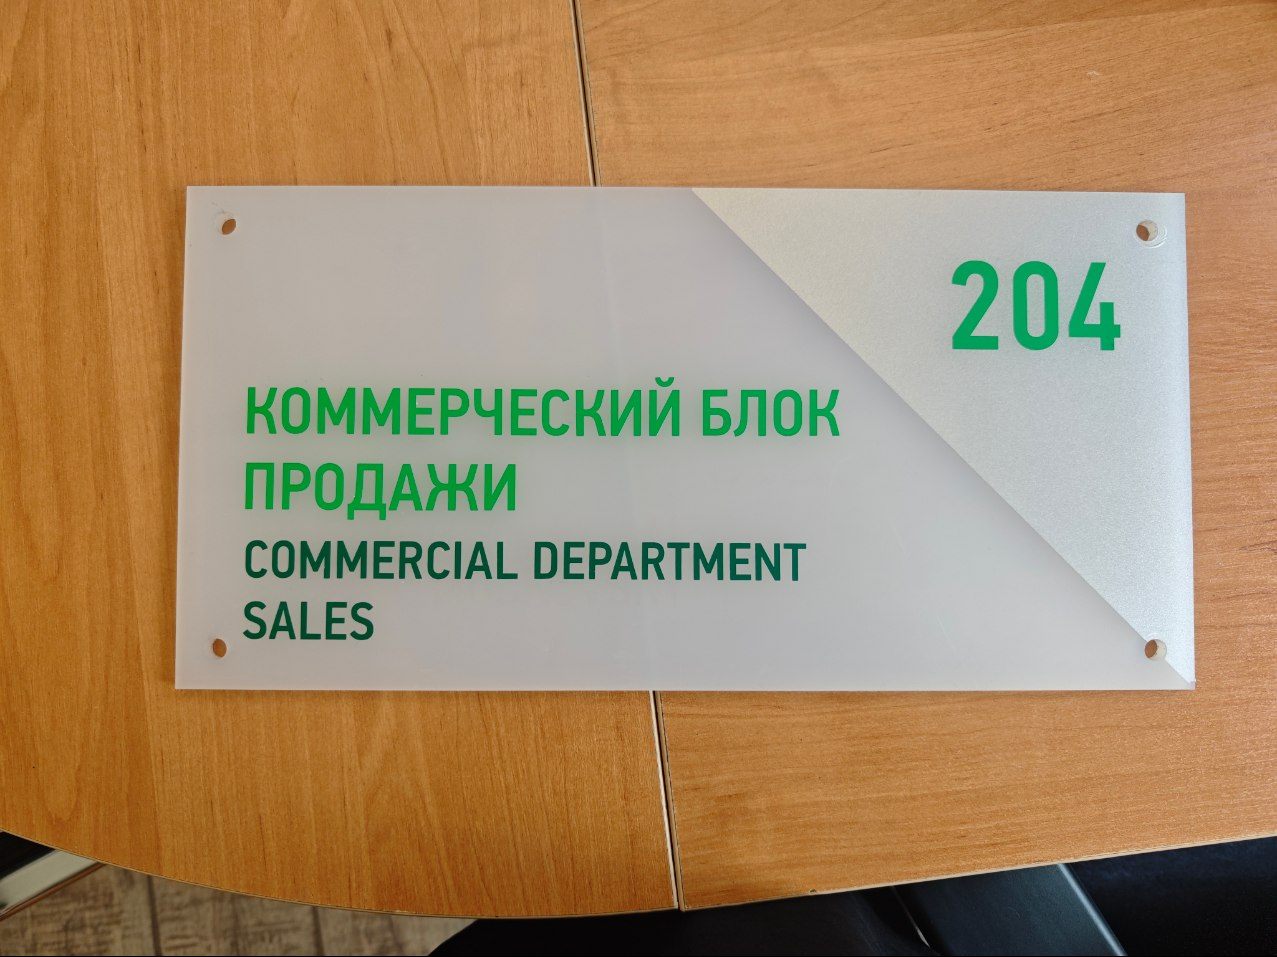 204
КОММЕРЧЕСКИЙ БЛОК
ПРОДАЖИ
COMMERCIAL DEPARTMENT
SALES